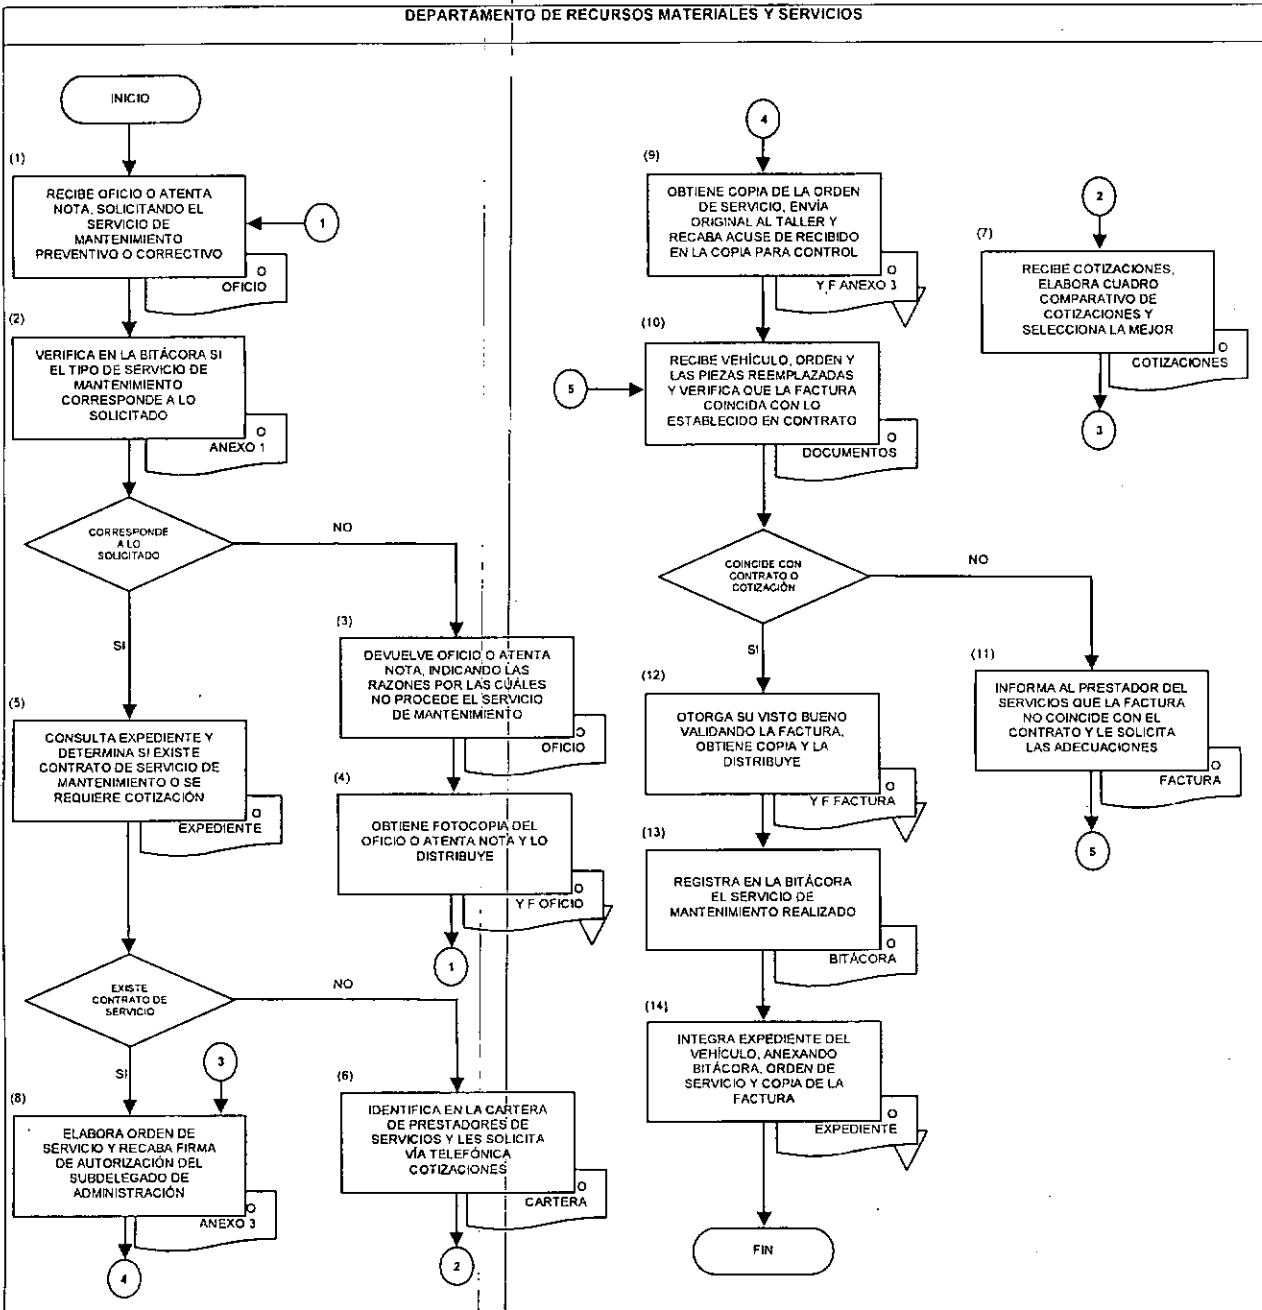 DEPARTAMENTO DE RECURSOS MATERIALES Y SERVICIOS
INICIO
(1)
RECIBE OFICIO O ATENTA
NOTA, SOLICITANDO EL
SERVICIO DE
MANTENIMIENTO
PREVENTIVO O CORRECTIVO
1
O
OFICIO
(2)
VERIFICA EN LA BITÁCORA SI
EL TIPO DE SERVICIO DE
MANTENIMIENTO
CORRESPONDE A LO
SOLICITADO
O
ANEXO 1
CORRESPONDE
A LO
SOLICITADO
NO
SI
(3)
DEVUELVE OFICIO O ATENTA
NOTA, INDICANDO LAS
RAZONES POR LAS CUÁLES
NO PROCEDE EL SERVICIO
DE MANTENIMIENTO
O
OFICIO
(4)
OBTIENE FOTOCOPIA DEL
OFICIO O ATENTA NOTA Y LO
DISTRIBUYE
O
Y F OFICIO
1
(5)
CONSULTA EXPEDIENTE Y
DETERMINA SI EXISTE
CONTRATO DE SERVICIO DE
MANTENIMIENTO O SE
REQUIERE COTIZACIÓN
O
EXPEDIENTE
EXISTE
CONTRATO DE
SERVICIO
NO
SI
3
(6)
IDENTIFICA EN LA CARTERA
DE PRESTADORES DE
SERVICIOS Y LES SOLICITA
VÍA TELEFÓNICA
COTIZACIONES
O
CARTERA
2
(8)
ELABORA ORDEN DE
SERVICIO Y RECABA FIRMA
DE AUTORIZACIÓN DEL
SUBDELEGADO DE
ADMINISTRACIÓN
O
ANEXO 3
4
4
(9)
OBTIENE COPIA DE LA ORDEN
DE SERVICIO, ENVÍA
ORIGINAL AL TALLER Y
RECABA ACUSE DE RECIBIDO
EN LA COPIA PARA CONTROL
O
Y F ANEXO 3
(10)
RECIBE VEHÍCULO, ORDEN Y
LAS PIEZAS REEMPLAZADAS
Y VERIFICA QUE LA FACTURA
COINCIDA CON LO
ESTABLECIDO EN CONTRATO
5
O
DOCUMENTOS
COINCIDE CON
CONTRATO O
COTIZACIÓN
NO
SI
(12)
OTORGA SU VISTO BUENO
VALIDANDO LA FACTURA,
OBTIENE COPIA Y LA
DISTRIBUYE
O
Y F FACTURA
(13)
REGISTRA EN LA BITÁCORA
EL SERVICIO DE
MANTENIMIENTO REALIZADO
O
BITÁCORA
(14)
INTEGRA EXPEDIENTE DEL
VEHÍCULO, ANEXANDO
BITÁCORA, ORDEN DE
SERVICIO Y COPIA DE LA
FACTURA
O
EXPEDIENTE
FIN
2
(7)
RECIBE COTIZACIONES,
ELABORA CUADRO
COMPARATIVO DE
COTIZACIONES Y
SELECCIONA LA MEJOR
O
COTIZACIONES
3
(11)
INFORMA AL PRESTADOR DEL
SERVICIOS QUE LA FACTURA
NO COINCIDE CON EL
CONTRATO Y LE SOLICITA
LAS ADECUACIONES
O
FACTURA
5